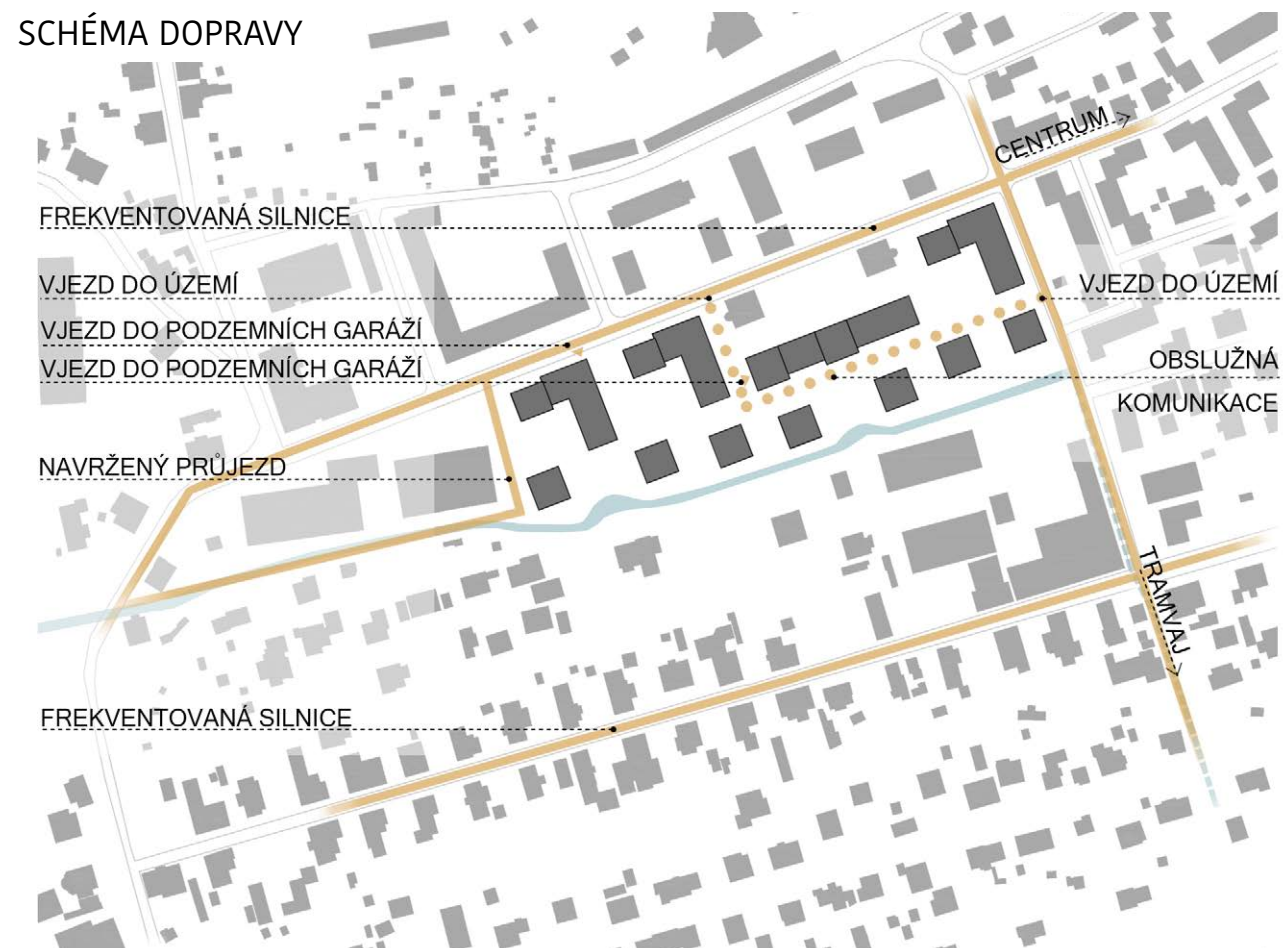 SCHÉMA DOPRAVY
CENTRUM
FREKVENTOVANÁ SILNICE
VJEZD DO ÚZEMÍ
VJEZD DO ÚZEMÍ
VJEZD DO PODZEMNÍCH GARÁŽÍ
VJEZD DO PODZEMNÍCH GARÁŽÍ
OBSLUŽNÁ
KOMUNIKACE
NAVRŽENÝ PRŮJEZD
TRAMVAJ
FREKVENTOVANÁ SILNICE